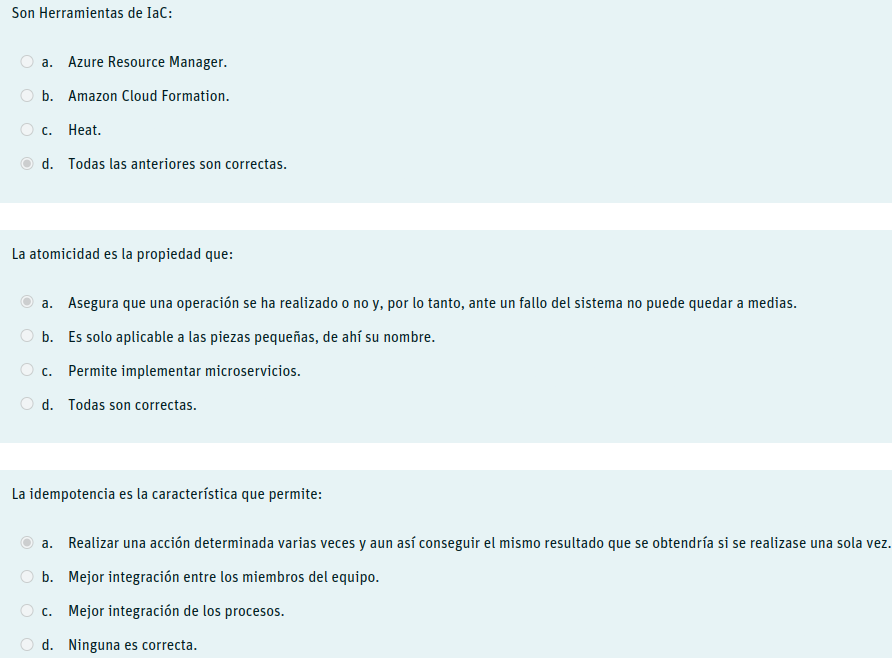 Son Herramientas de IaC:
a. Azure Resource Manager.
b. Amazon Cloud Formation.
c. Heat.
d. Todas las anteriores son correctas.
La atomicidad es la propiedad que:
a. Asegura que una operación se ha realizado o no y, por lo tanto, ante un fallo del sistema no puede quedar a medias.
b. Es solo aplicable a las piezas pequeñas, de ahí su nombre.
c. Permite implementar microservicios.
d. Todas son correctas.
La idempotencia es la característica que permite:
a. Realizar una acción determinada varias veces y aun así conseguir el mismo resultado que se obtendría si se realizase una sola vez.
b. Mejor integración entre los miembros del equipo.
c. Mejor integración de los procesos.
d. Ninguna es correcta.